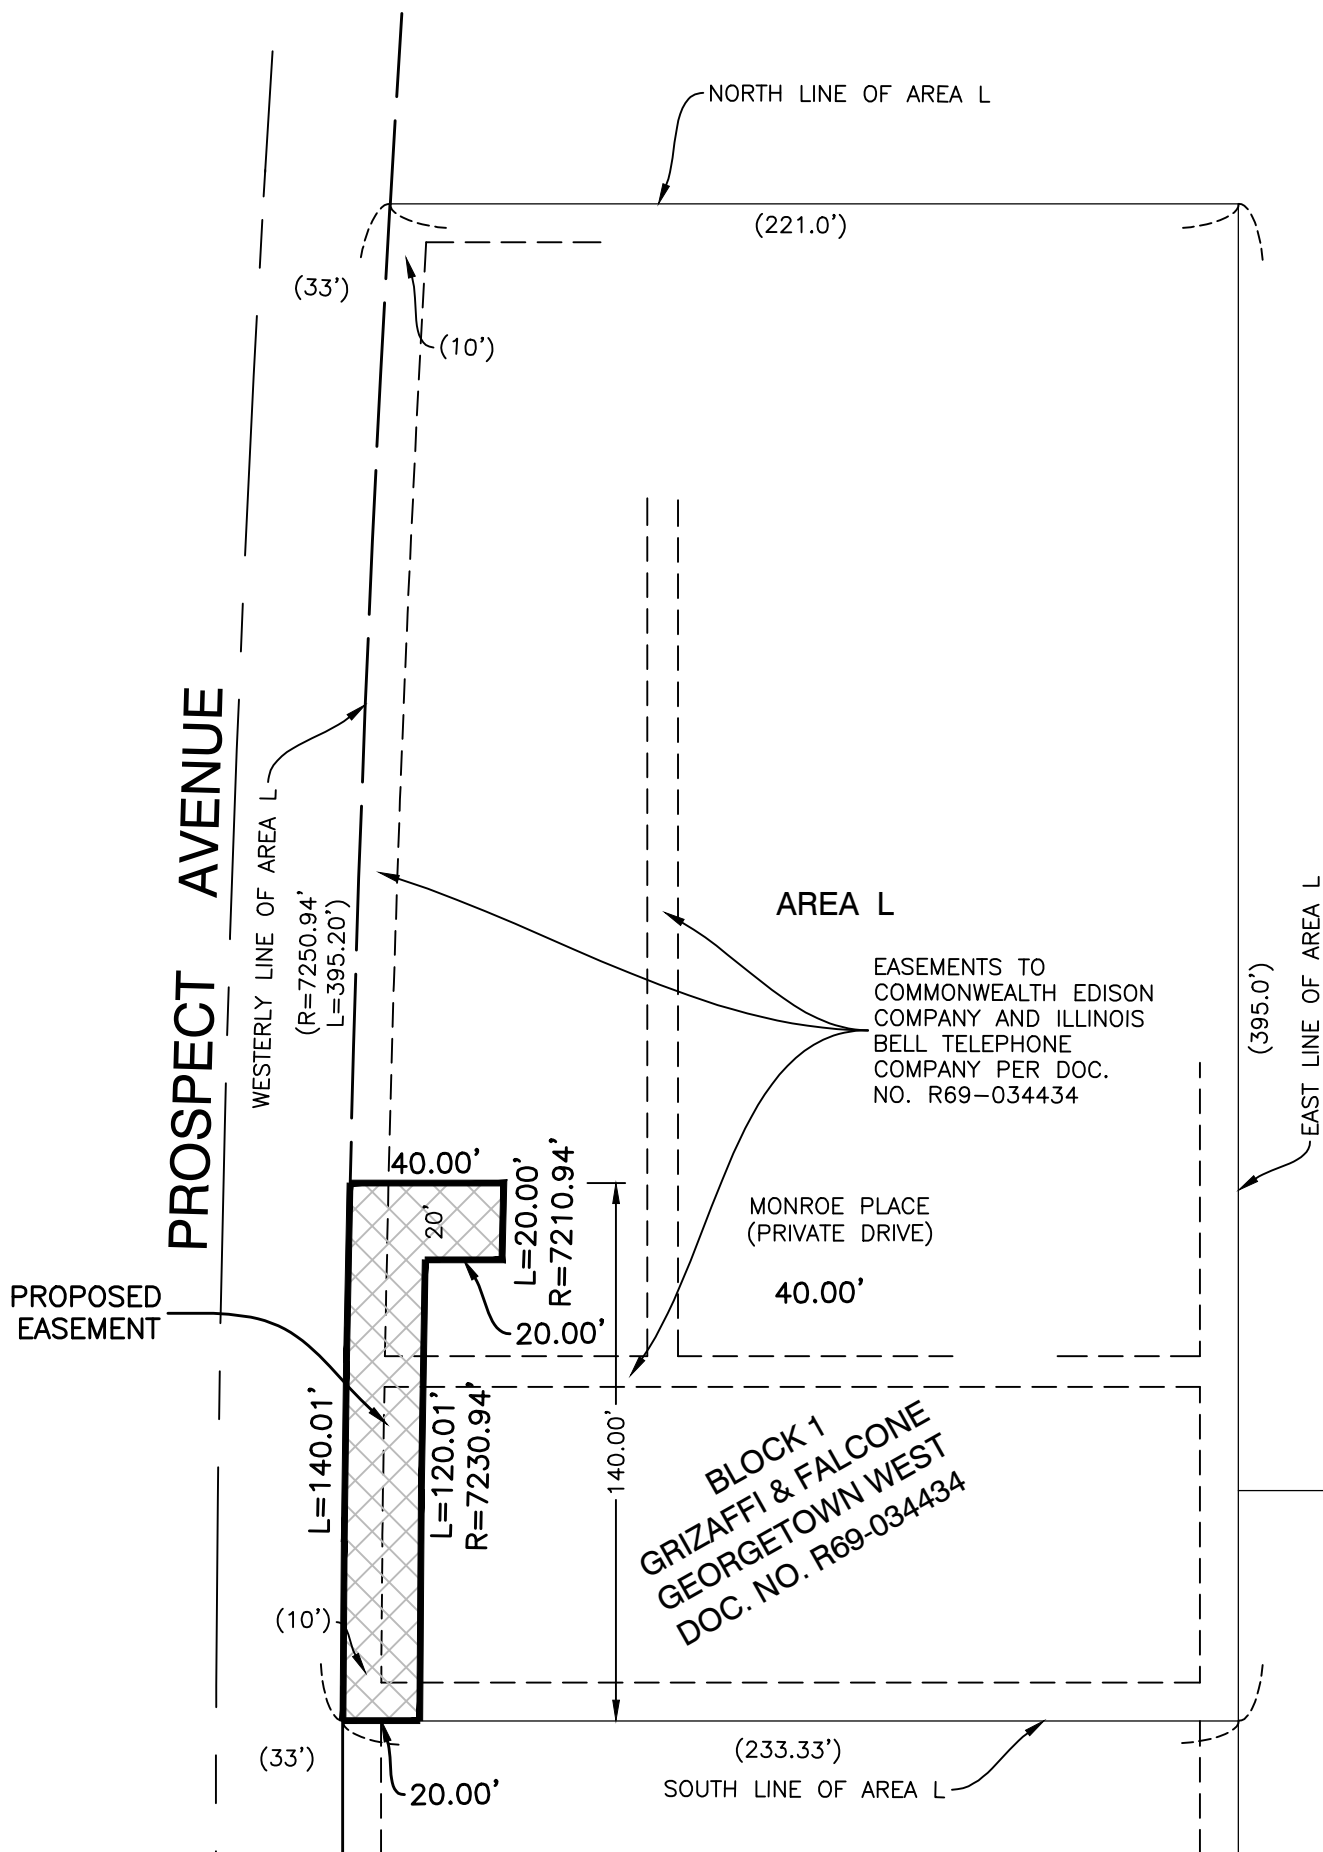 NORTH LINE OF AREA L
(221.0')
(33')
(10')
PROSPECT AVENUE
WESTERLY LINE OF AREA L
(R=7250.94'
L=395.20')
AREA L
EASEMENTS TO
COMMONWEALTH EDISON
COMPANY AND ILLINOIS
BELL TELEPHONE
COMPANY PER DOC.
NO. R69-034434
(395.0')
EAST LINE OF AREA L
40.00'
20'
L=20.00'
R=7210.94'
MONROE PLACE
(PRIVATE DRIVE)
40.00'
PROPOSED
EASEMENT
20.00'
L=140.01'
L=120.01'
R=7230.94'
140.00'
BLOCK 1
GRIZAFFI & FALCONE
GEORGETOWN WEST
DOC. NO. R69-034434
(10')
(33')
20.00'
(233.33')
SOUTH LINE OF AREA L